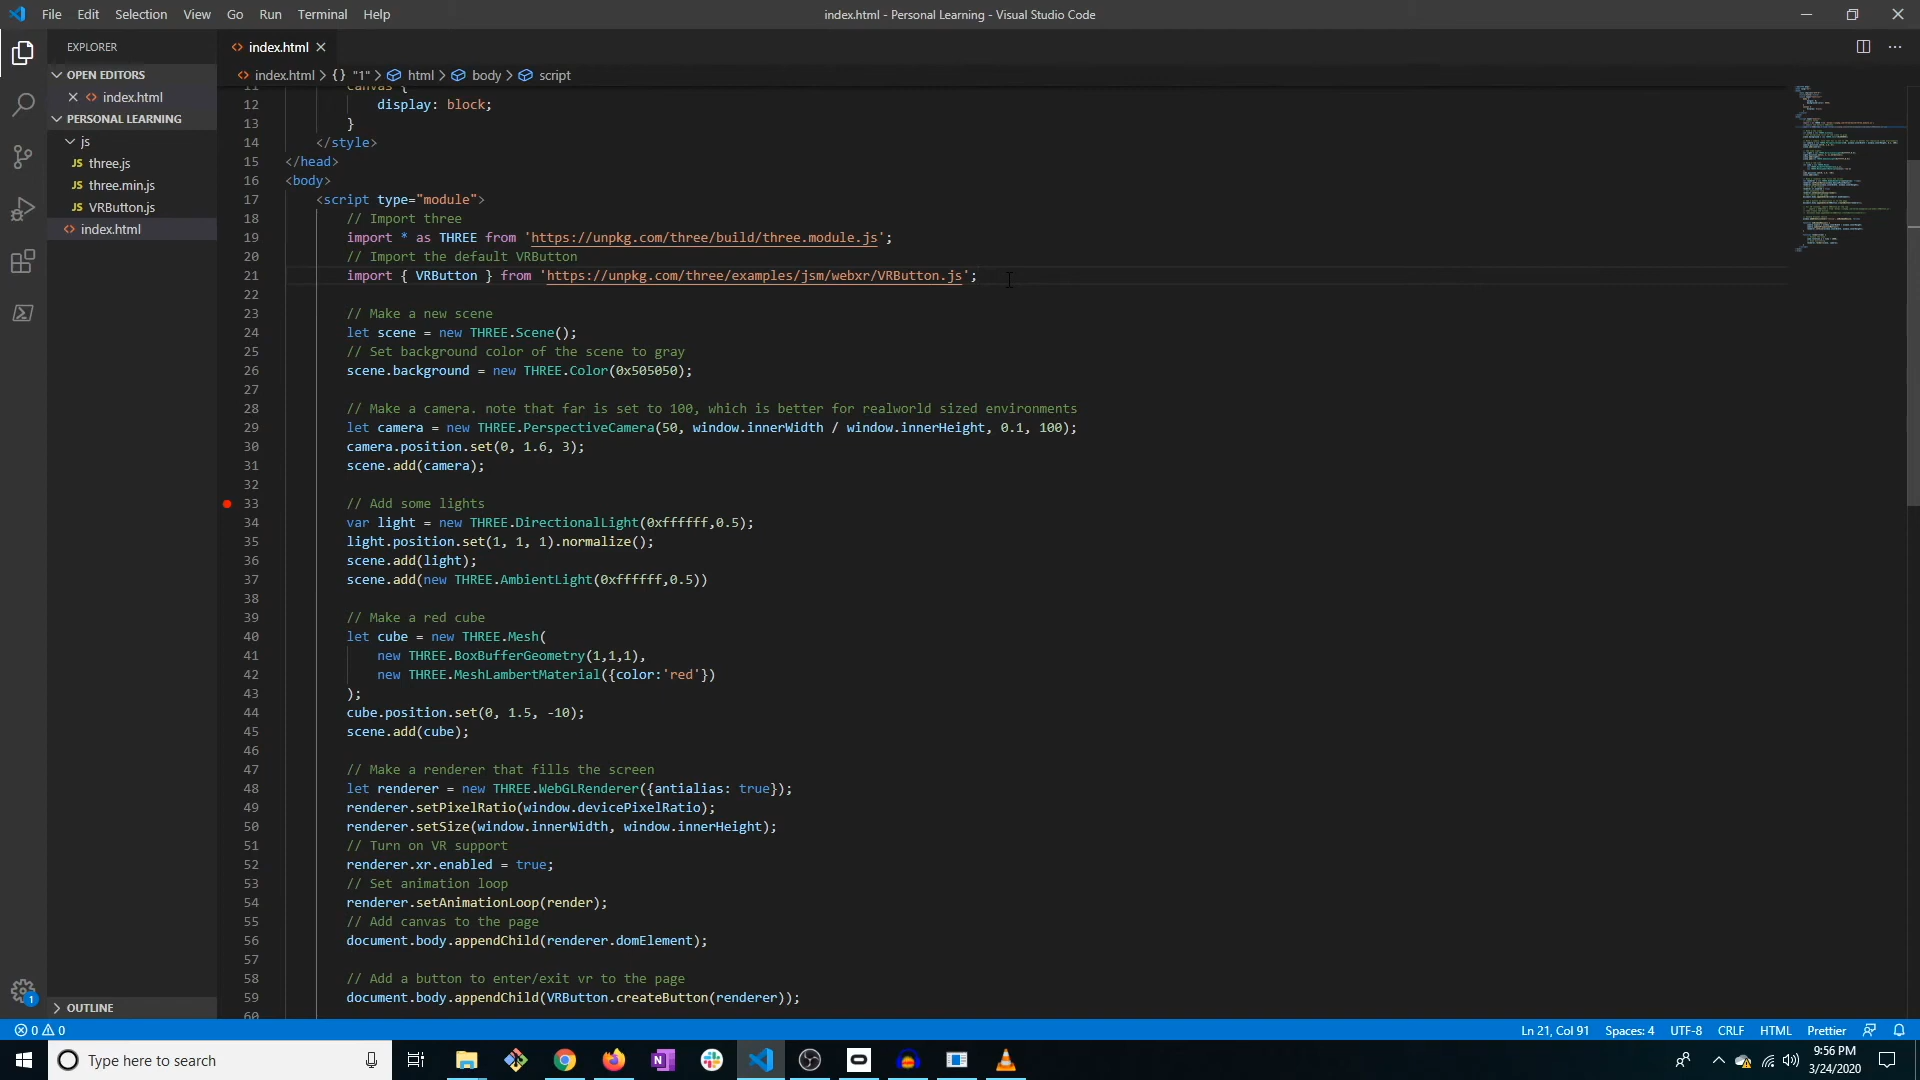 File Edit Selection View Go Run Terminal Help
index.html - Personal Learning - Visual Studio Code
EXPLORER
OPEN EDITORS
index.html
PERSONAL LEARNING
js
JS three.js
JS three.min.js
JS VRButton.js
index.html
OUTLINE
index.html
index.html > {} "1" > html > body > script
11 canvas {
12 display: block;
13 }
14 </style>
15 </head>
16 <body>
17 <script type="module">
18 // Import three
19 import * as THREE from 'https://unpkg.com/three/build/three.module.js';
20 // Import the default VRButton
21 import { VRButton } from 'https://unpkg.com/three/examples/jsm/webxr/VRButton.js';
22
23 // Make a new scene
24 let scene = new THREE.Scene();
25 // Set background color of the scene to gray
26 scene.background = new THREE.Color(0x505050);
27
28 // Make a camera. note that far is set to 100, which is better for realworld sized environments
29 let camera = new THREE.PerspectiveCamera(50, window.innerWidth / window.innerHeight, 0.1, 100);
30 camera.position.set(0, 1.6, 3);
31 scene.add(camera);
32
33 // Add some lights
34 var light = new THREE.DirectionalLight(0xffffff,0.5);
35 light.position.set(1, 1, 1).normalize();
36 scene.add(light);
37 scene.add(new THREE.AmbientLight(0xffffff,0.5))
38
39 // Make a red cube
40 let cube = new THREE.Mesh(
41 new THREE.BoxBufferGeometry(1,1,1),
42 new THREE.MeshLambertMaterial({color:'red'})
43 );
44 cube.position.set(0, 1.5, -10);
45 scene.add(cube);
46
47 // Make a renderer that fills the screen
48 let renderer = new THREE.WebGLRenderer({antialias: true});
49 renderer.setPixelRatio(window.devicePixelRatio);
50 renderer.setSize(window.innerWidth, window.innerHeight);
51 // Turn on VR support
52 renderer.xr.enabled = true;
53 // Set animation loop
54 renderer.setAnimationLoop(render);
55 // Add canvas to the page
56 document.body.appendChild(renderer.domElement);
57
58 // Add a button to enter/exit vr to the page
59 document.body.appendChild(VRButton.createButton(renderer));
60
1
0 0
Ln 21, Col 91 Spaces: 4 UTF-8 CRLF HTML Prettier
Type here to search
9:56 PM
3/24/2020